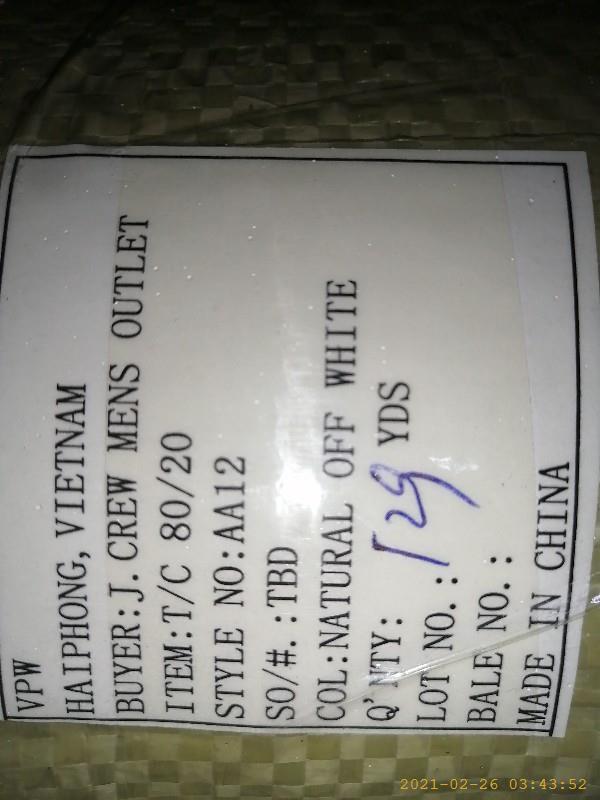 VPW
HAIPHONG, VIETNAM
BUYER:J.CREW MENS OUTLET
ITEM:T/C 80/20
STYLE NO:AA12
SO/#.:TBD
COL:NATURAL OFF WHITE
Q'NTY: 129 YDS
LOT NO.:
BALE NO.:
MADE IN CHINA
2021-02-26 03:43:52